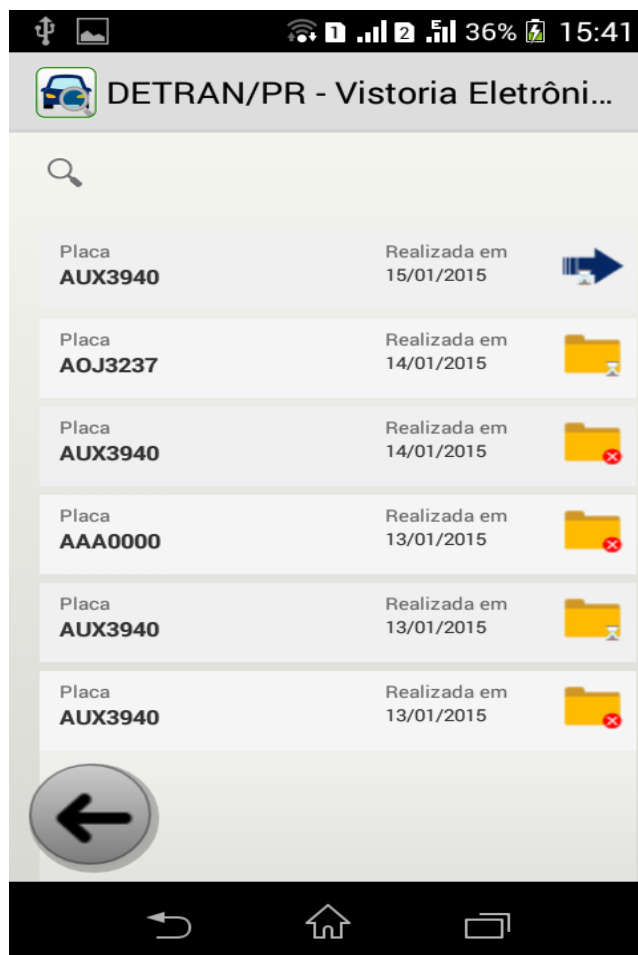 1 2 36% 15:41
DETRAN/PR - Vistoria Eletrôni...
Placa Realizada em
AUX3940 15/01/2015
Placa Realizada em
AOJ3237 14/01/2015
Placa Realizada em
AUX3940 14/01/2015
Placa Realizada em
AAA0000 13/01/2015
Placa Realizada em
AUX3940 13/01/2015
Placa Realizada em
AUX3940 13/01/2015